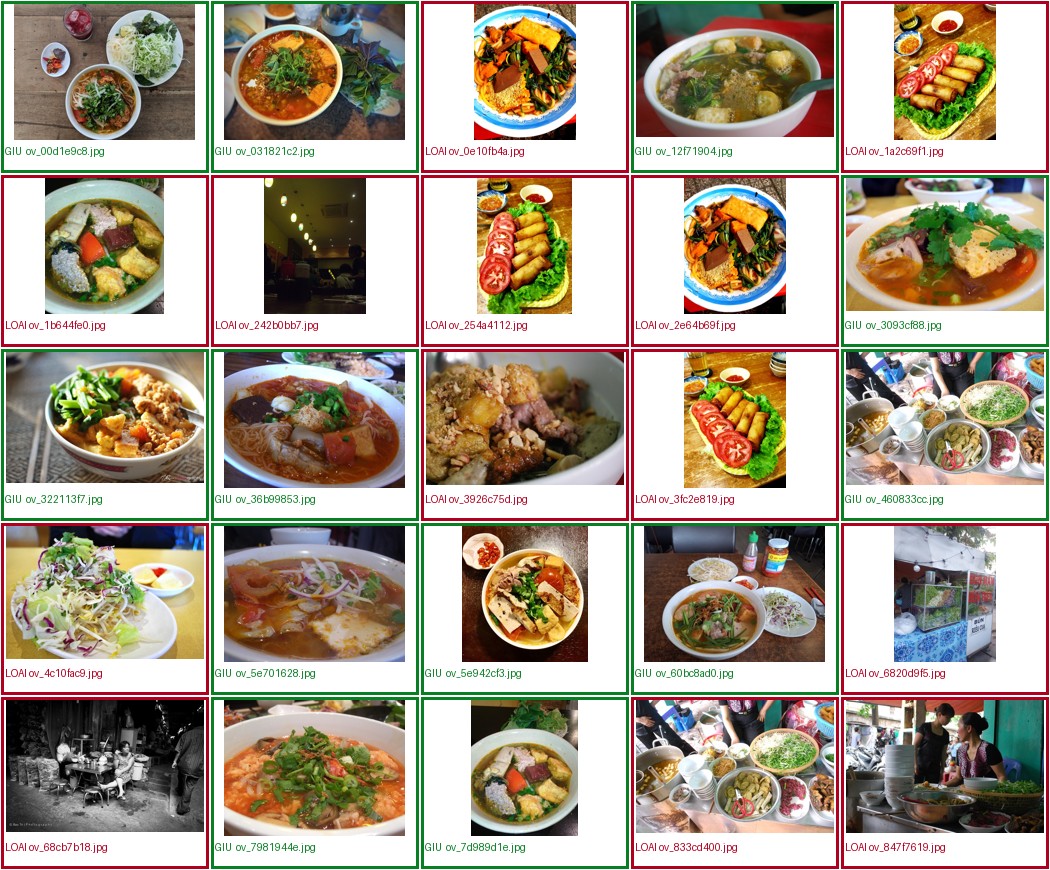 GIU ov_00d1e9c8.jpg
GIU ov_031821c2.jpg
LOAI ov_0e10fb4a.jpg
GIU ov_12f71904.jpg
LOAI ov_1a2c69f1.jpg
LOAI ov_1b644fe0.jpg
LOAI ov_242b0bb7.jpg
LOAI ov_254a4112.jpg
LOAI ov_2e64b69f.jpg
GIU ov_3093cf88.jpg
GIU ov_322113f7.jpg
GIU ov_36b99853.jpg
LOAI ov_3926c75d.jpg
LOAI ov_3fc2e819.jpg
GIU ov_460833cc.jpg
LOAI ov_4c10fac9.jpg
GIU ov_5e701628.jpg
GIU ov_5e942cf3.jpg
GIU ov_60bc8ad0.jpg
BÚN
LOAI ov_6820d9f5.jpg
LOAI ov_68cb7b18.jpg
GIU ov_7981944e.jpg
GIU ov_7d989d1e.jpg
LOAI ov_833cd400.jpg
LOAI ov_847f7619.jpg